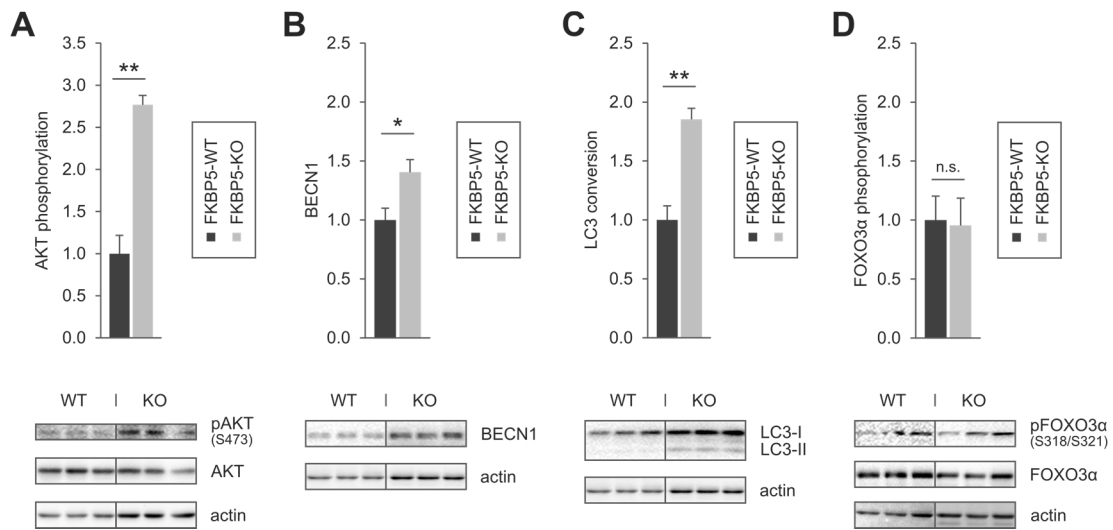 A
AKT phosphorylation
3.5
3.0
2.5
2.0
1.5
1.0
0.5
0.0
**
FKBP5-WT
FKBP5-KO
WT | KO
pAKT
(S473)
AKT
actin
B
BECN1
2.5
2.0
1.5
1.0
0.5
0.0
*
FKBP5-WT
FKBP5-KO
WT | KO
BECN1
actin
C
LC3 conversion
2.5
2.0
1.5
1.0
0.5
0.0
**
FKBP5-WT
FKBP5-KO
WT | KO
LC3-I
LC3-II
actin
D
FOXO3α phsophorylation
2.5
2.0
1.5
1.0
0.5
0.0
n.s.
FKBP5-WT
FKBP5-KO
WT | KO
pFOXO3α
(S318/S321)
FOXO3α
actin